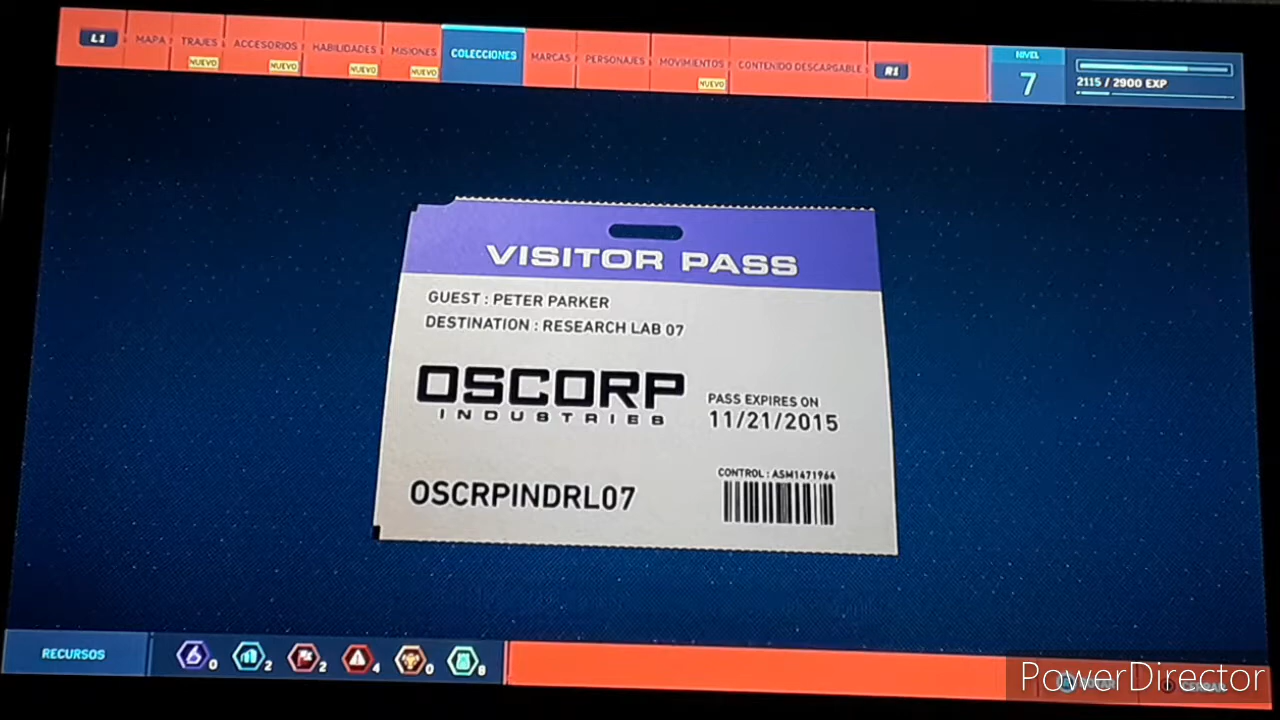 L1 MAPA TRAJES ACCESORIOS HABILIDADES MISIONES COLECCIONES MARCAS PERSONAJES MOVIMIENTOS CONTENIDO DESCARGABLE R1
NUEVO NUEVO NUEVO NUEVO NUEVO
NIVEL
7
2115 / 2900 EXP
VISITOR PASS
GUEST : PETER PARKER
DESTINATION : RESEARCH LAB 07
OSCORP
INDUSTRIES
PASS EXPIRES ON
11/21/2015
CONTROL : ASM1471964
OSCRPINDRL07
RECURSOS 0 2 2 4 0 8
PowerDirector